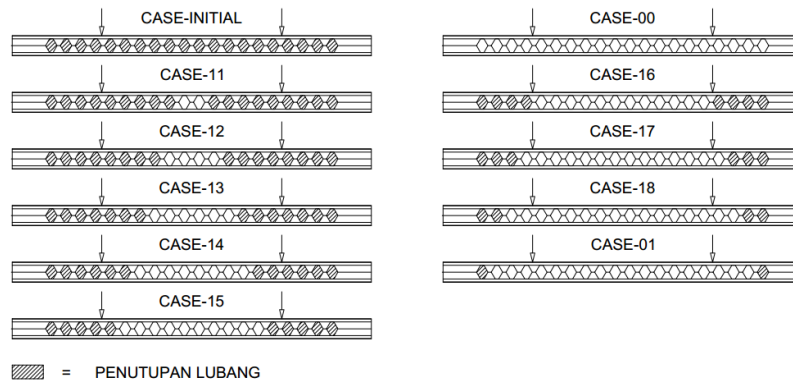 CASE-INITIAL
CASE-11
CASE-12
CASE-13
CASE-14
CASE-15
CASE-00
CASE-16
CASE-17
CASE-18
CASE-01
= PENUTUPAN LUBANG